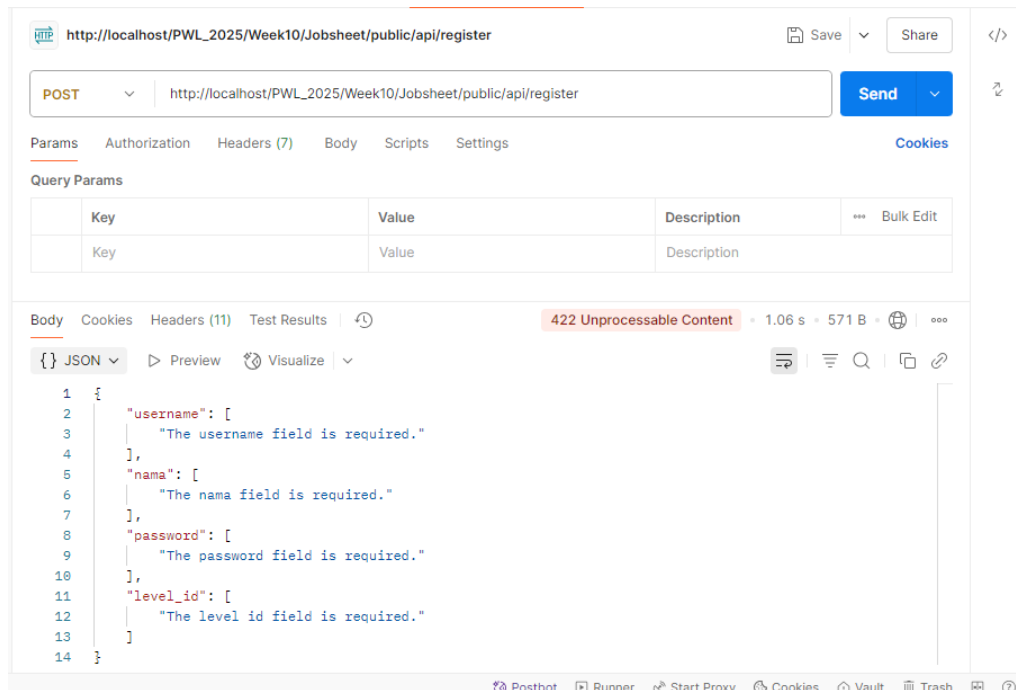 HTTP http://localhost/PWL_2025/Week10/Jobsheet/public/api/register Save Share </>
POST http://localhost/PWL_2025/Week10/Jobsheet/public/api/register Send
Params Authorization Headers (7) Body Scripts Settings Cookies
Query Params
Key Value Description Bulk Edit
Key Value Description
Body Cookies Headers (11) Test Results 422 Unprocessable Content 1.06 s 571 B
{} JSON Preview Visualize
1 {
2 "username": [
3 "The username field is required."
4 ],
5 "nama": [
6 "The nama field is required."
7 ],
8 "password": [
9 "The password field is required."
10 ],
11 "level_id": [
12 "The level id field is required."
13 ]
14 }
Postbot Runner Start Proxy Cookies Vault Trash